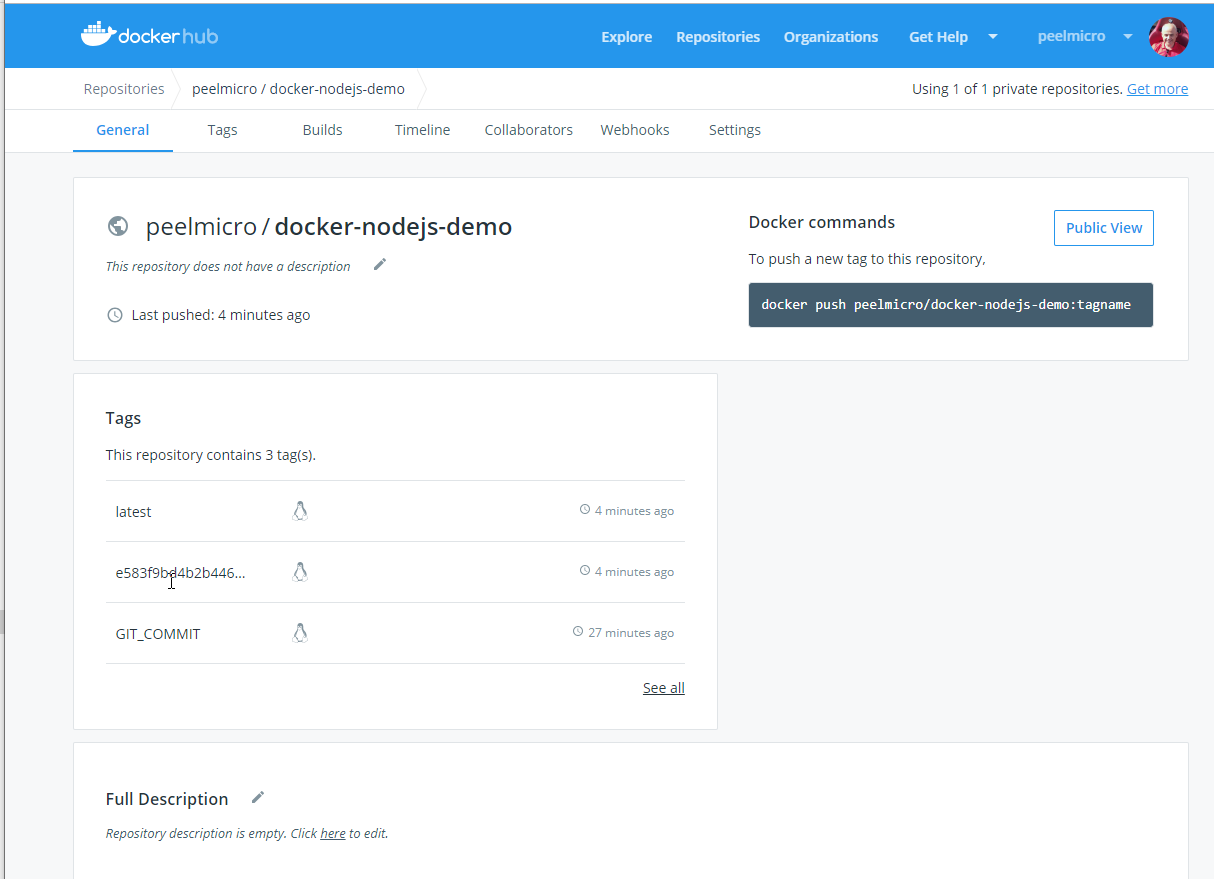 dockerhub Explore Repositories Organizations Get Help peelmicro
Repositories peelmicro / docker-nodejs-demo Using 1 of 1 private repositories. Get more
General Tags Builds Timeline Collaborators Webhooks Settings
peelmicro / docker-nodejs-demo
This repository does not have a description
Last pushed: 4 minutes ago
Docker commands
Public View
To push a new tag to this repository,
docker push peelmicro/docker-nodejs-demo:tagname
Tags
This repository contains 3 tag(s).
latest 4 minutes ago
e583f9bd4b2b446... 4 minutes ago
GIT_COMMIT 27 minutes ago
See all
Full Description
Repository description is empty. Click here to edit.